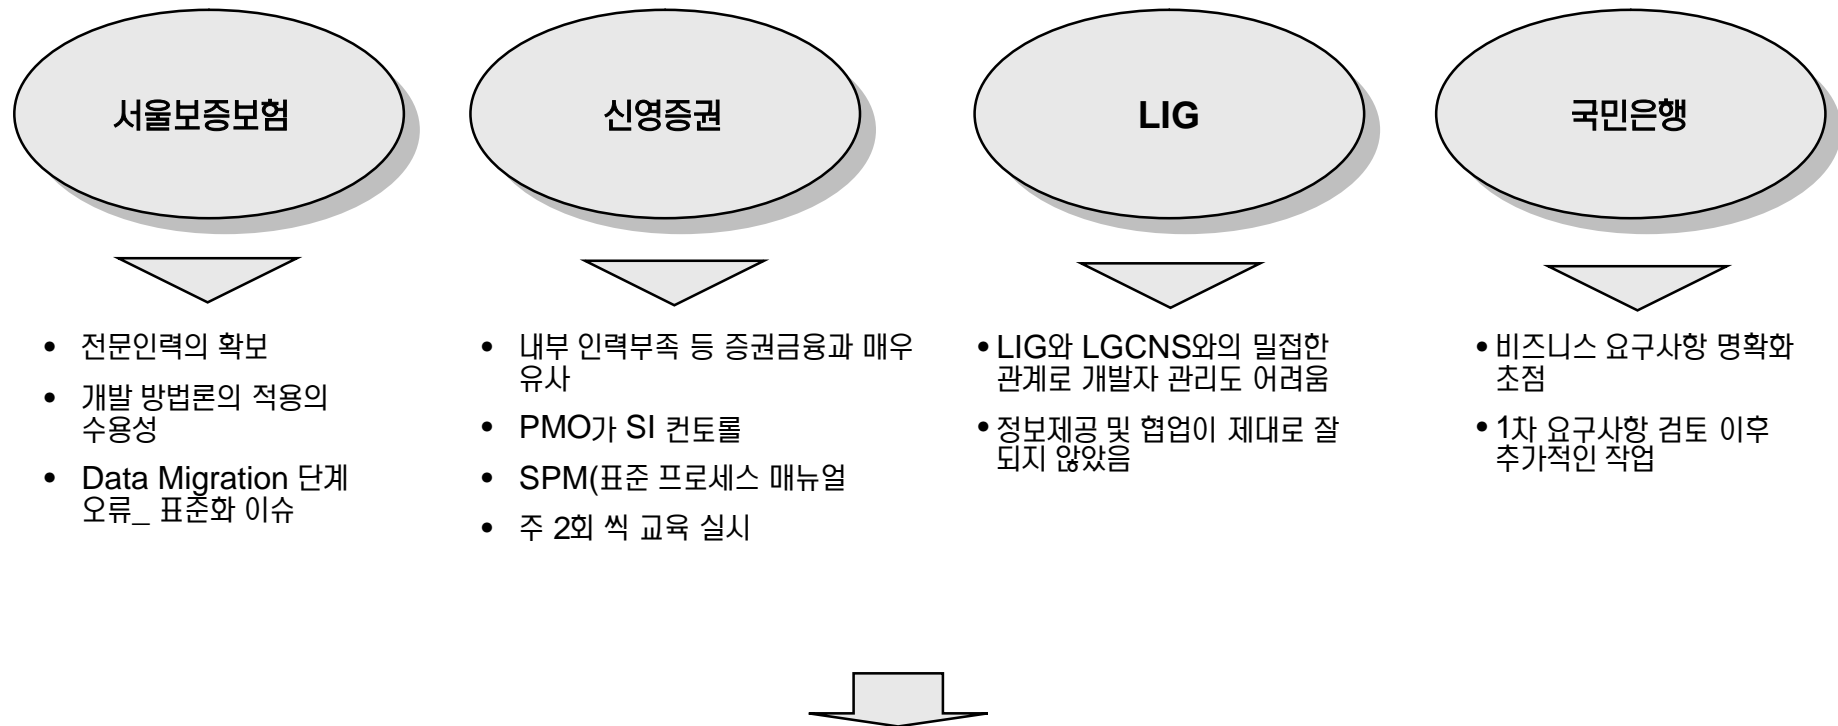 서울보증보험
신영증권
LIG
국민은행
• 전문인력의 확보
• 개발 방법론의 적용의
수용성
• Data Migration 단계
오류_ 표준화 이슈
• 내부 인력부족 등 증권금융과 매우
유사
• PMO가 SI 컨토롤
• SPM(표준 프로세스 매뉴얼
• 주 2회 씩 교육 실시
• LIG와 LGCNS와의 밀접한
관계로 개발자 관리도 어려움
• 정보제공 및 협업이 제대로 잘
되지 않았음
• 비즈니스 요구사항 명확화
초점
• 1차 요구사항 검토 이후
추가적인 작업